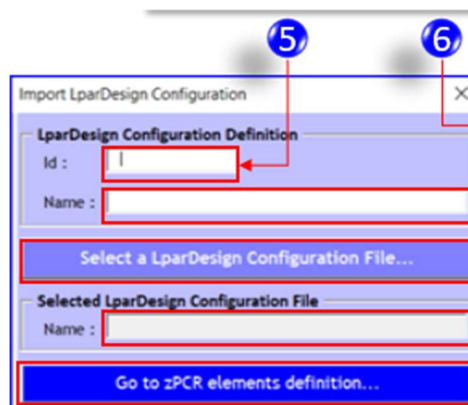 5 6
Import LparDesign Configuration
LparDesign Configuration Definition
Id :
Name :
Select a LparDesign Configuration File...
Selected LparDesign Configuration File
Name :
Go to zPCR elements definition...